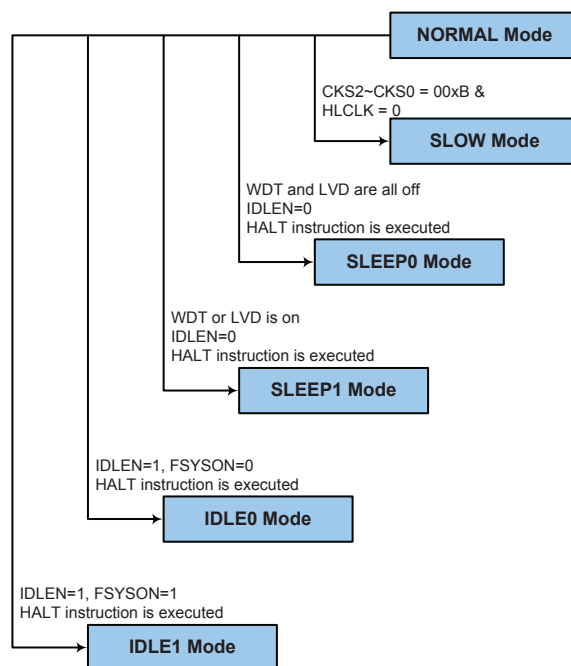 NORMAL Mode
CKS2~CKS0 = 00xB &
HLCLK = 0
SLOW Mode
WDT and LVD are all off
IDLEN=0
HALT instruction is executed
SLEEP0 Mode
WDT or LVD is on
IDLEN=0
HALT instruction is executed
SLEEP1 Mode
IDLEN=1, FSYSON=0
HALT instruction is executed
IDLE0 Mode
IDLEN=1, FSYSON=1
HALT instruction is executed
IDLE1 Mode